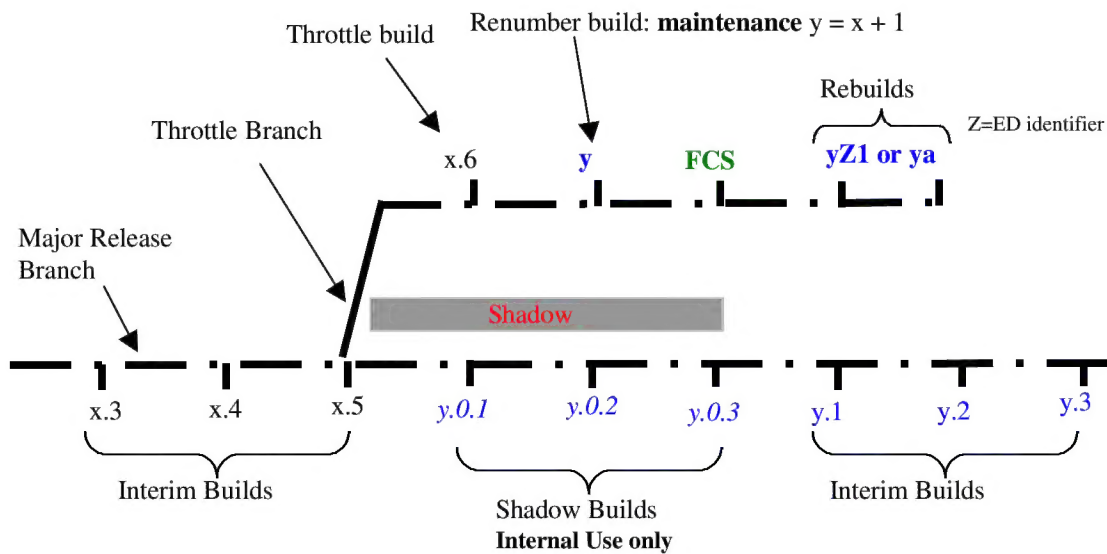 Renumber build: maintenance y = x + 1
Throttle build
Rebuilds
Z=ED identifier
Throttle Branch
x.6
y
FCS
yZ1 or ya
Major Release
Branch
Shadow
x.3
x.4
x.5
y.0.1
y.0.2
y.0.3
y.1
y.2
y.3
Interim Builds
Shadow Builds
Internal Use only
Interim Builds